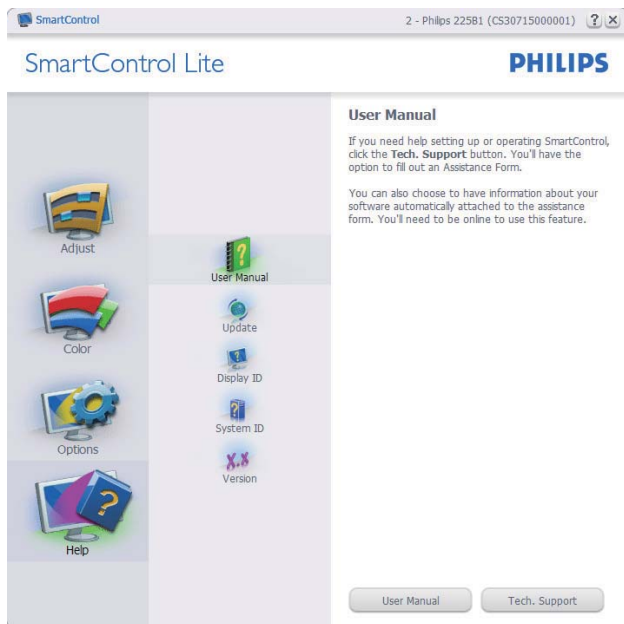 SmartControl
2 - Philips 225B1 (CS30715000001)
?
X
SmartControl Lite
PHILIPS
Adjust
Color
Options
Help
User Manual
Update
Display ID
System ID
X.X
Version
User Manual
If you need help setting up or operating SmartControl,
click the Tech. Support button. You'll have the
option to fill out an Assistance Form.
You can also choose to have information about your
software automatically attached to the assistance
form. You'll need to be online to use this feature.
User Manual
Tech. Support